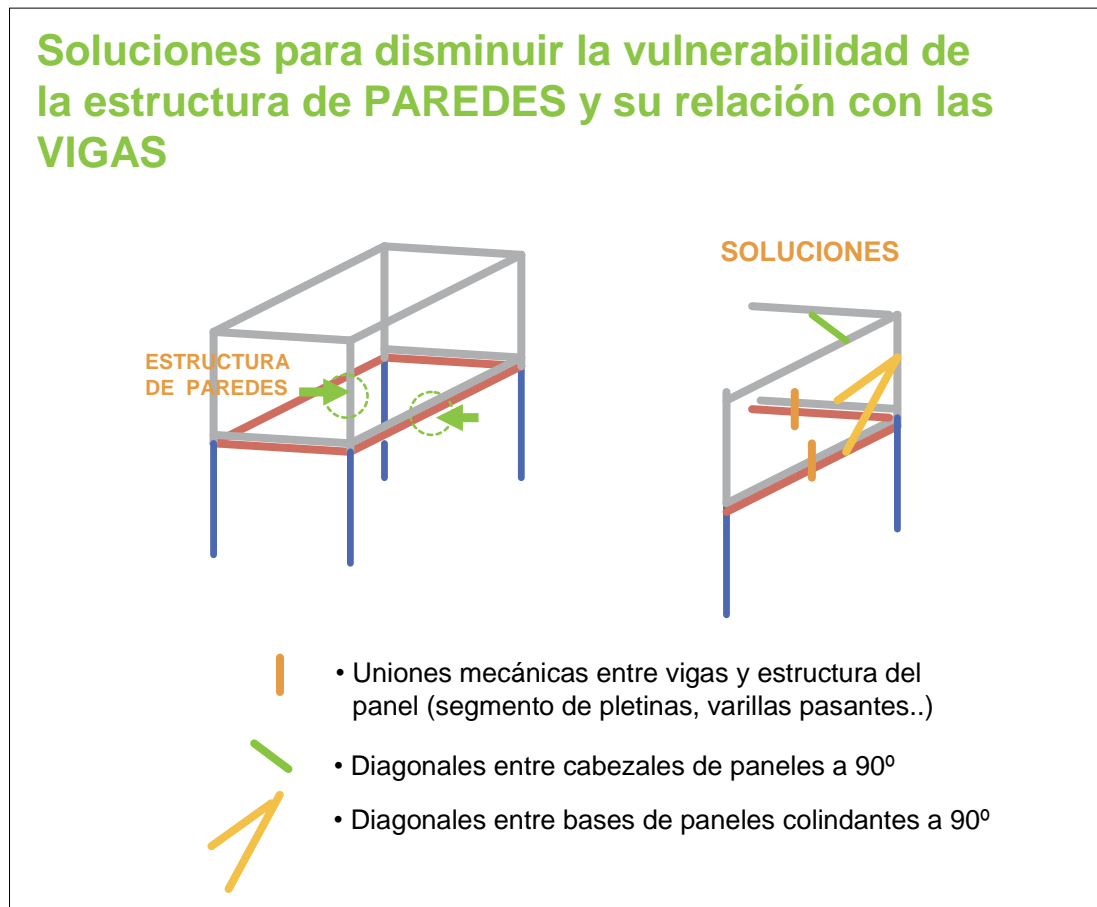 Soluciones para disminuir la vulnerabilidad de
la estructura de PAREDES y su relación con las
VIGAS
SOLUCIONES
ESTRUCTURA
DE PAREDES
• Uniones mecánicas entre vigas y estructura del
panel (segmento de pletinas, varillas pasantes..)
• Diagonales entre cabezales de paneles a 90º
• Diagonales entre bases de paneles colindantes a 90º